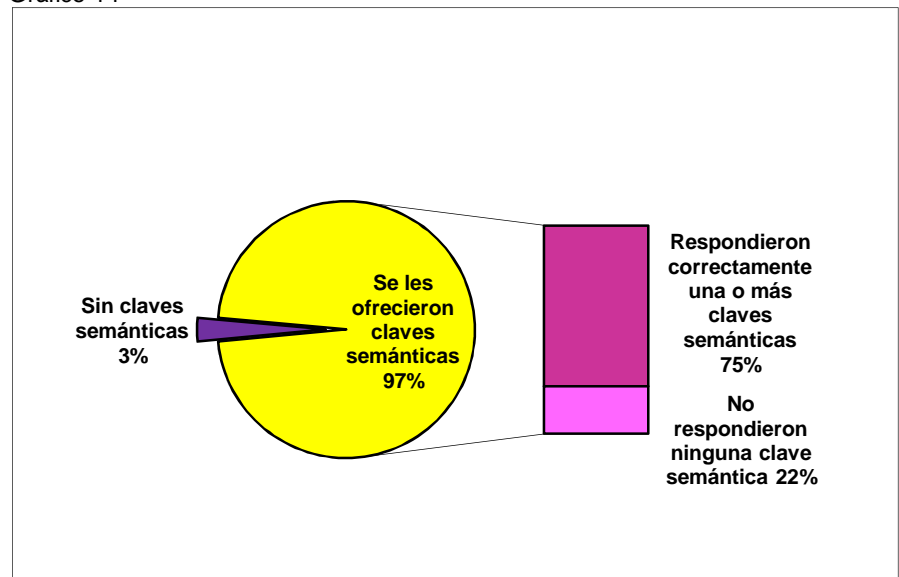 Sin claves
semánticas
3%
Se les
ofrecieron
claves
semánticas
97%
Respondieron
correctamente
una o más
claves
semánticas
75%
No
respondieron
ninguna clave
semántica 22%